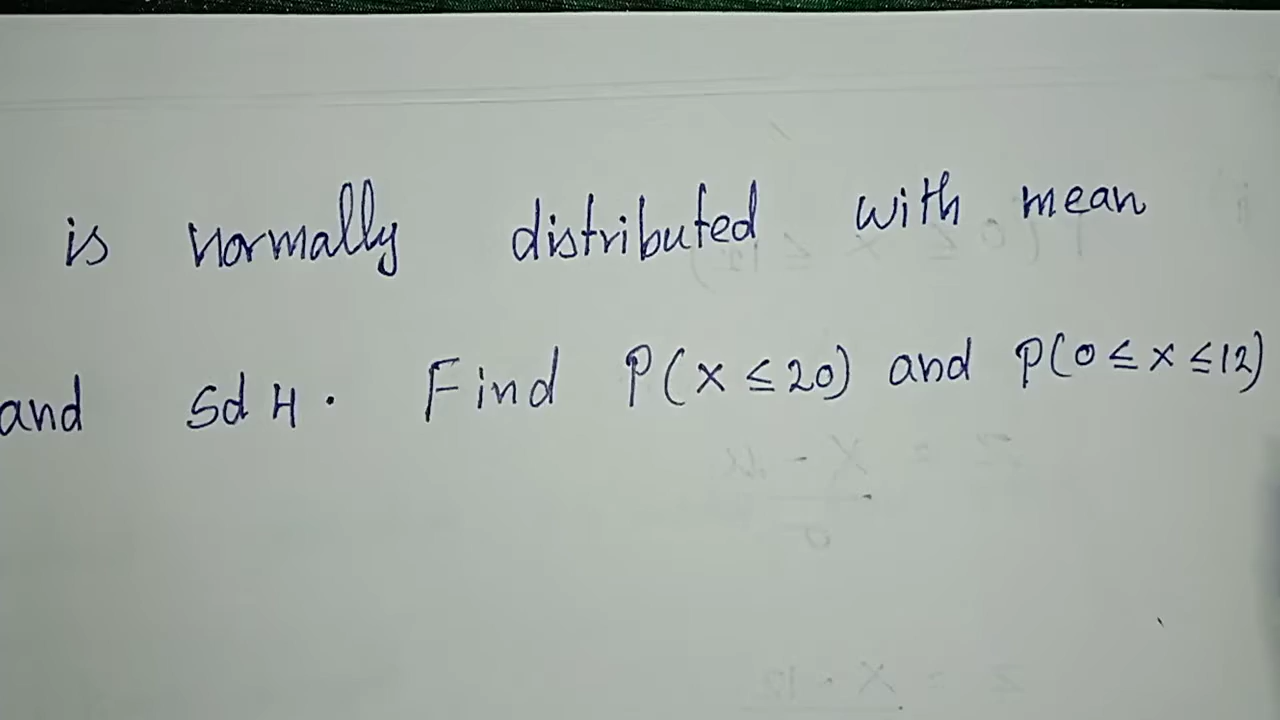 is normally distributed with mean
and sd 4. Find P(x ≤ 20) and P(0 ≤ x ≤ 12)